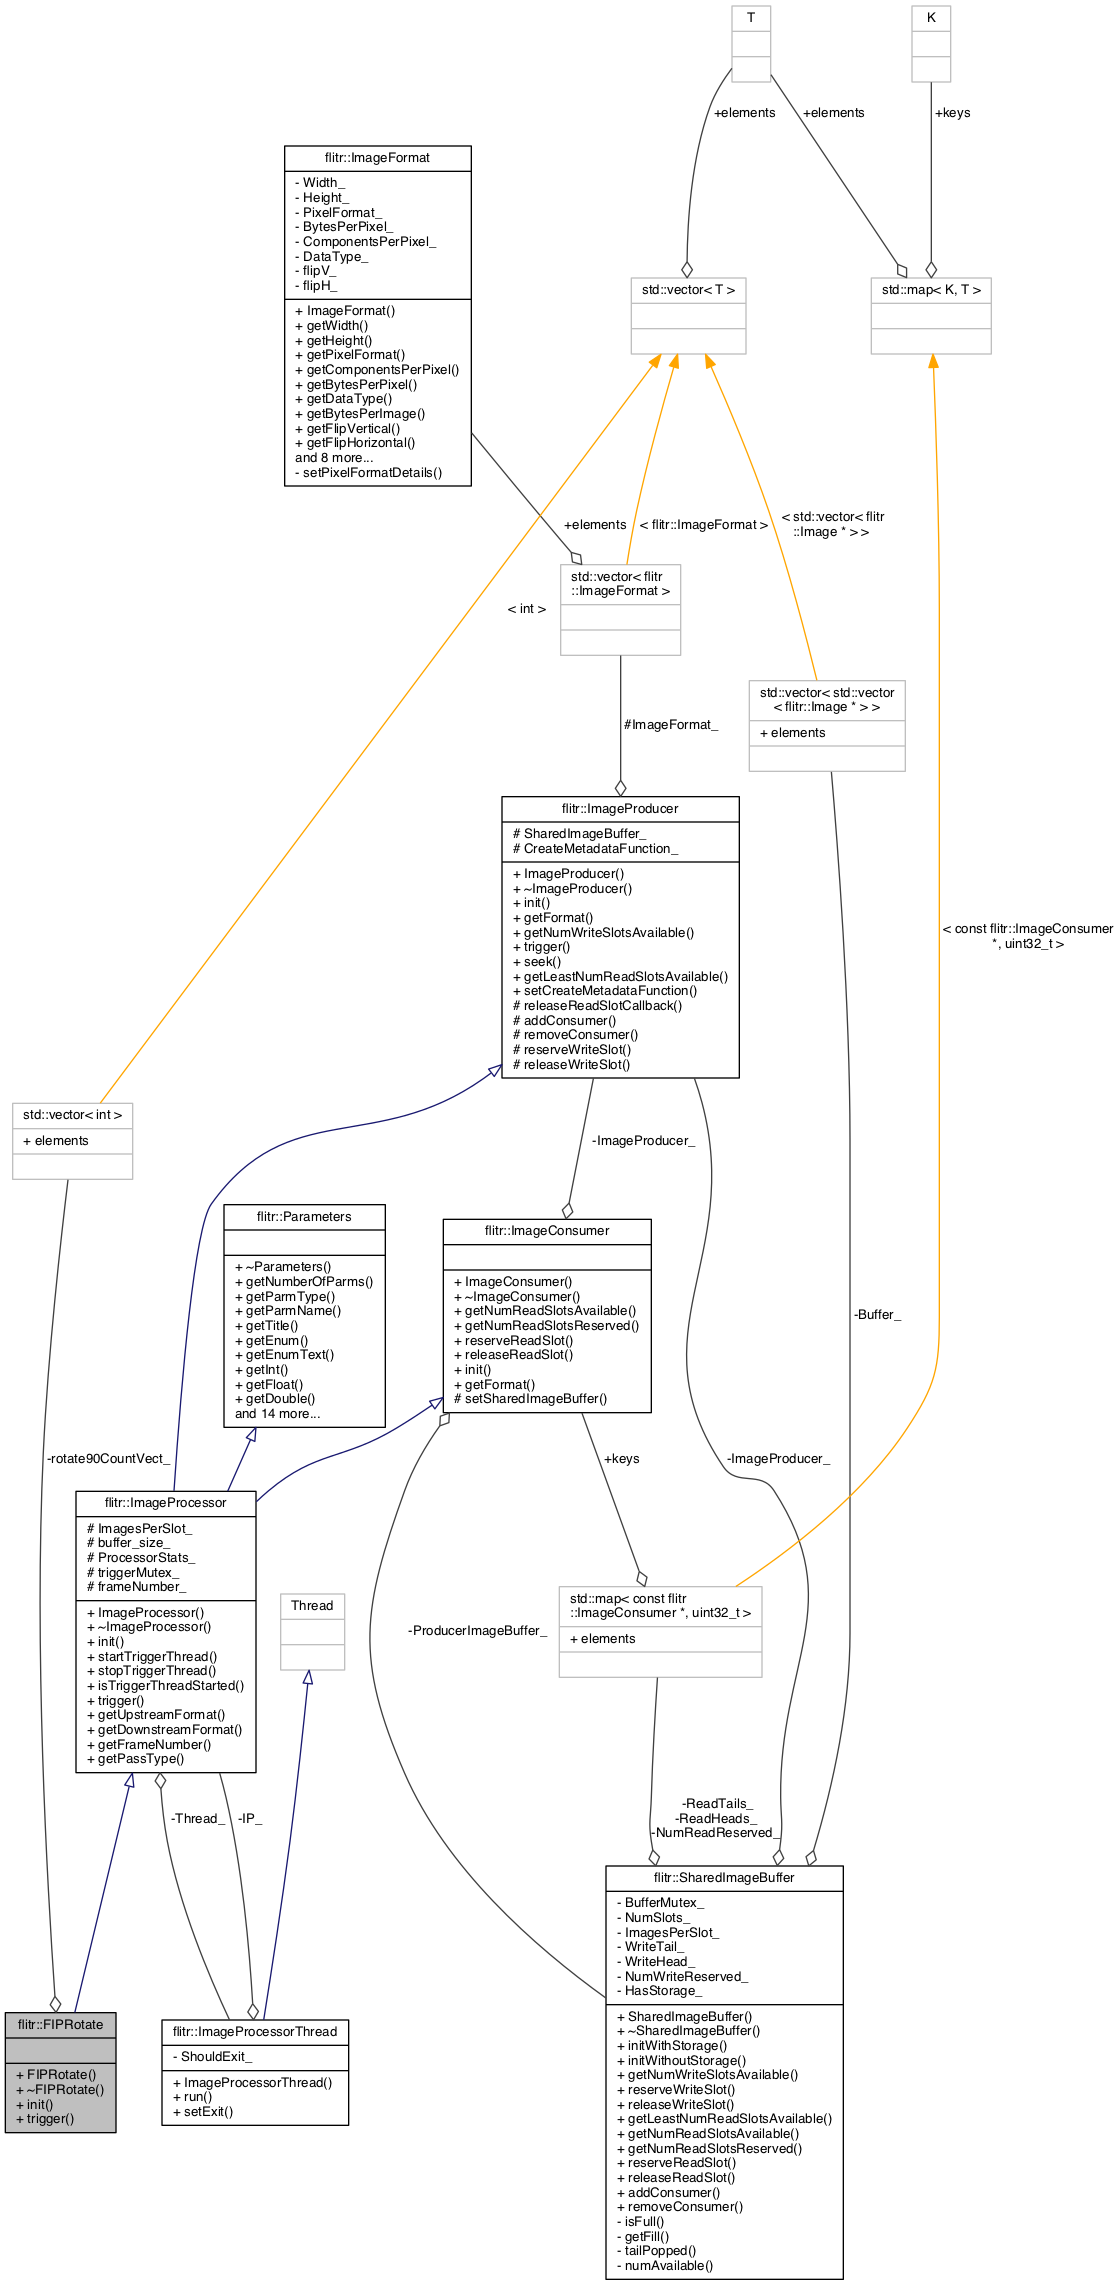 T
K
+elements
+elements
+keys
flitr::ImageFormat
- Width_
- Height_
- PixelFormat_
- BytesPerPixel_
- ComponentsPerPixel_
- DataType_
- flipV_
- flipH_
+ ImageFormat()
+ getWidth()
+ getHeight()
+ getPixelFormat()
+ getComponentsPerPixel()
+ getBytesPerPixel()
+ getDataType()
+ getBytesPerImage()
+ getFlipVertical()
+ getFlipHorizontal()
and 8 more...
- setPixelFormatDetails()
std::vector< T >
std::map< K, T >
+elements
< flitr::ImageFormat >
< std::vector< flitr
::Image * > >
< int >
std::vector< flitr
::ImageFormat >
std::vector< std::vector
< flitr::Image * > >
+ elements
#ImageFormat_
flitr::ImageProducer
# SharedImageBuffer_
# CreateMetadataFunction_
+ ImageProducer()
+ ~ImageProducer()
+ init()
+ getFormat()
+ getNumWriteSlotsAvailable()
+ trigger()
+ seek()
+ getLeastNumReadSlotsAvailable()
+ setCreateMetadataFunction()
# releaseReadSlotCallback()
# addConsumer()
# removeConsumer()
# reserveWriteSlot()
# releaseWriteSlot()
< const flitr::ImageConsumer
*, uint32_t >
std::vector< int >
+ elements
-ImageProducer_
flitr::Parameters
+ ~Parameters()
+ getNumberOfParms()
+ getParmType()
+ getParmName()
+ getTitle()
+ getEnum()
+ getEnumText()
+ getInt()
+ getFloat()
+ getDouble()
and 14 more...
flitr::ImageConsumer
+ ImageConsumer()
+ ~ImageConsumer()
+ getNumReadSlotsAvailable()
+ getNumReadSlotsReserved()
+ reserveReadSlot()
+ releaseReadSlot()
+ init()
+ getFormat()
# setSharedImageBuffer()
-Buffer_
-rotate90CountVect_
+keys
-ImageProducer_
flitr::ImageProcessor
# ImagesPerSlot_
# buffer_size_
# ProcessorStats_
# triggerMutex_
# frameNumber_
+ ImageProcessor()
+ ~ImageProcessor()
+ init()
+ startTriggerThread()
+ stopTriggerThread()
+ isTriggerThreadStarted()
+ trigger()
+ getUpstreamFormat()
+ getDownstreamFormat()
+ getFrameNumber()
+ getPassType()
Thread
-ProducerImageBuffer_
std::map< const flitr
::ImageConsumer *, uint32_t >
+ elements
-Thread_
-IP_
-ReadTails_
-ReadHeads_
-NumReadReserved_
flitr::FIPRotate
+ FIPRotate()
+ ~FIPRotate()
+ init()
+ trigger()
flitr::ImageProcessorThread
- ShouldExit_
+ ImageProcessorThread()
+ run()
+ setExit()
flitr::SharedImageBuffer
- BufferMutex_
- NumSlots_
- ImagesPerSlot_
- WriteTail_
- WriteHead_
- NumWriteReserved_
- HasStorage_
+ SharedImageBuffer()
+ ~SharedImageBuffer()
+ initWithStorage()
+ initWithoutStorage()
+ getNumWriteSlotsAvailable()
+ reserveWriteSlot()
+ releaseWriteSlot()
+ getLeastNumReadSlotsAvailable()
+ getNumReadSlotsAvailable()
+ getNumReadSlotsReserved()
+ reserveReadSlot()
+ releaseReadSlot()
+ addConsumer()
+ removeConsumer()
- isFull()
- getFill()
- tailPopped()
- numAvailable()